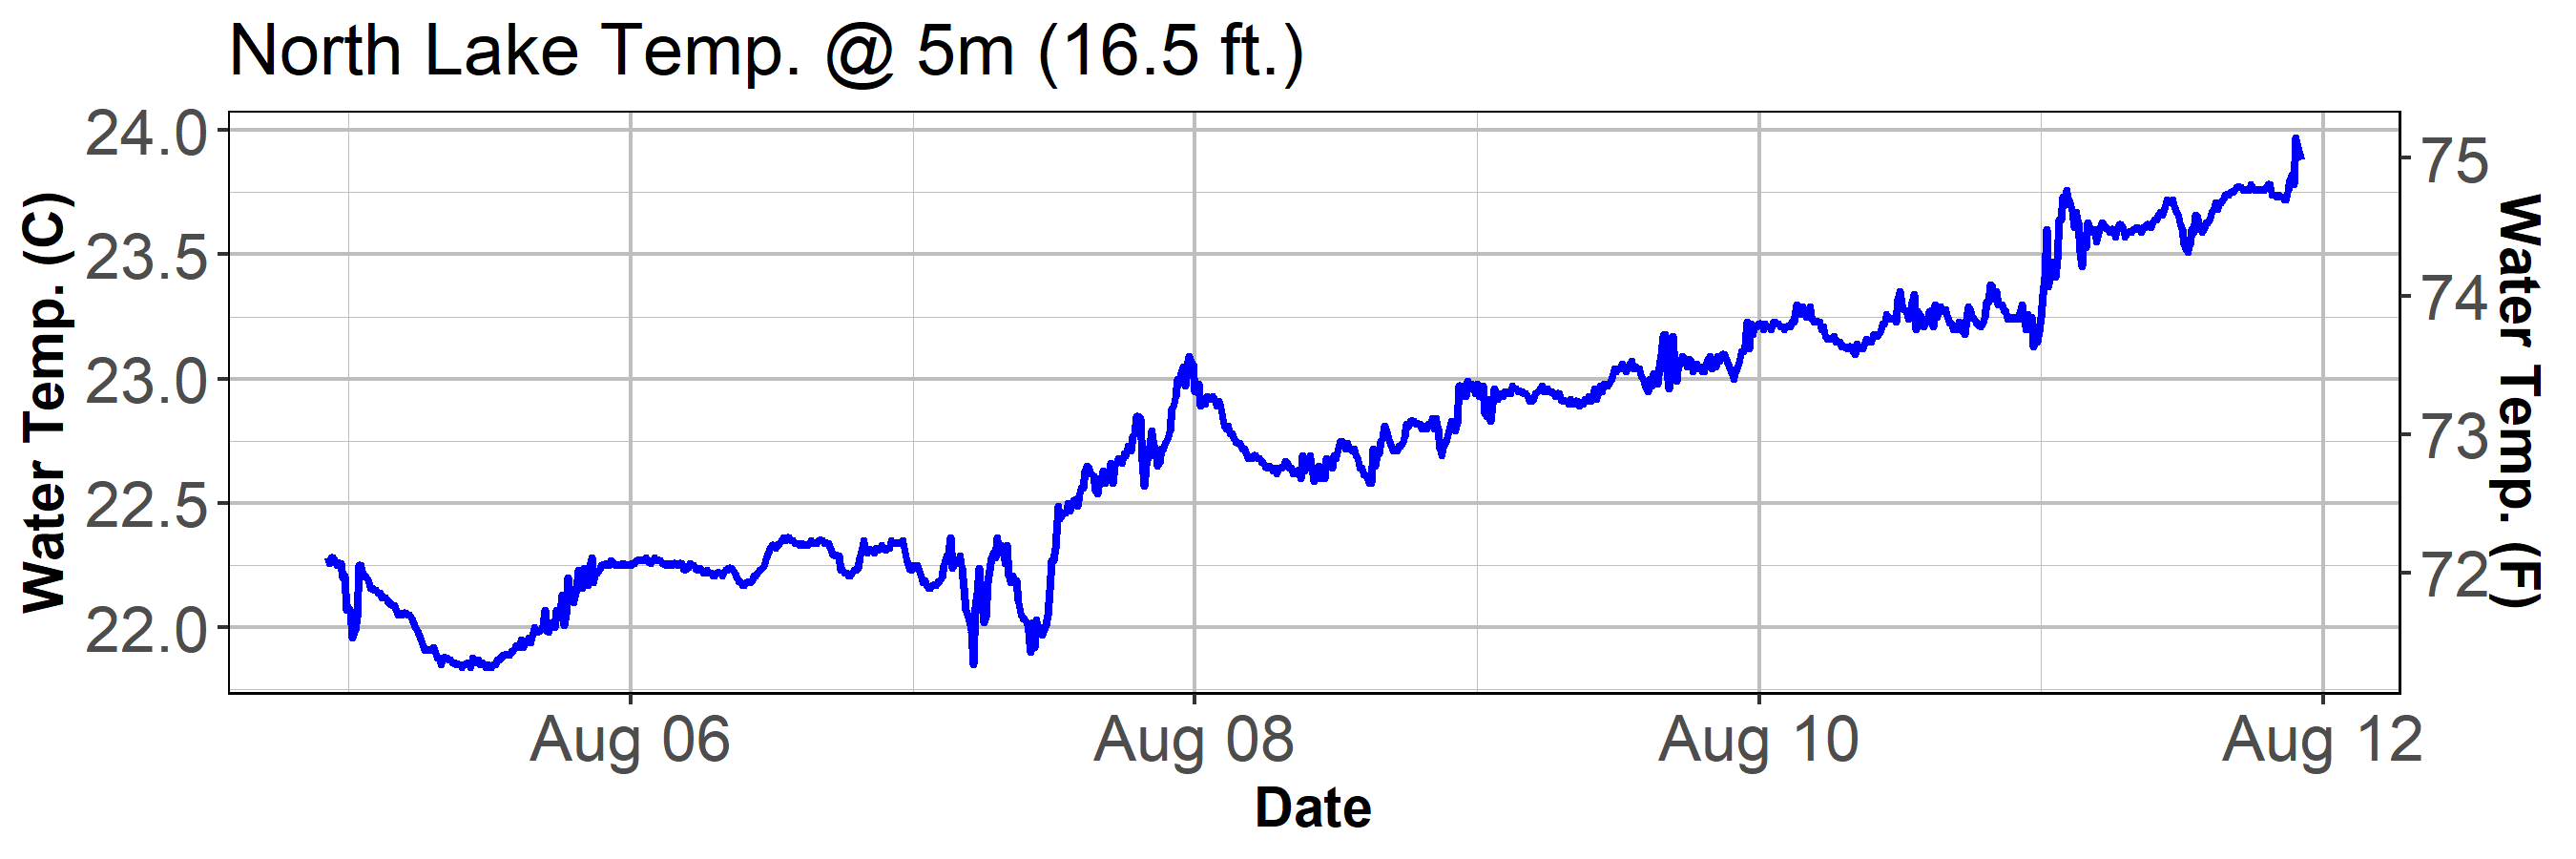 North Lake Temp. @ 5m (16.5 ft.)
Water Temp. (C)
24.0
23.5
23.0
22.5
22.0
75
74
73
72
Water Temp. (F)
Aug 06
Aug 08
Aug 10
Aug 12
Date